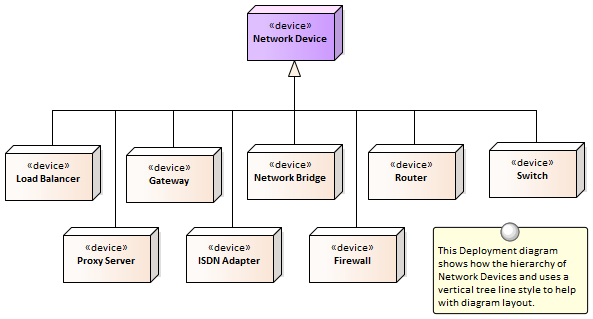 «device»
Network Device
«device»
Load Balancer
«device»
Gateway
«device»
Network Bridge
«device»
Router
«device»
Switch
«device»
Proxy Server
«device»
ISDN Adapter
«device»
Firewall
This Deployment diagram
shows how the hierarchy of
Network Devices and uses a
vertical tree line style to help
with diagram layout.